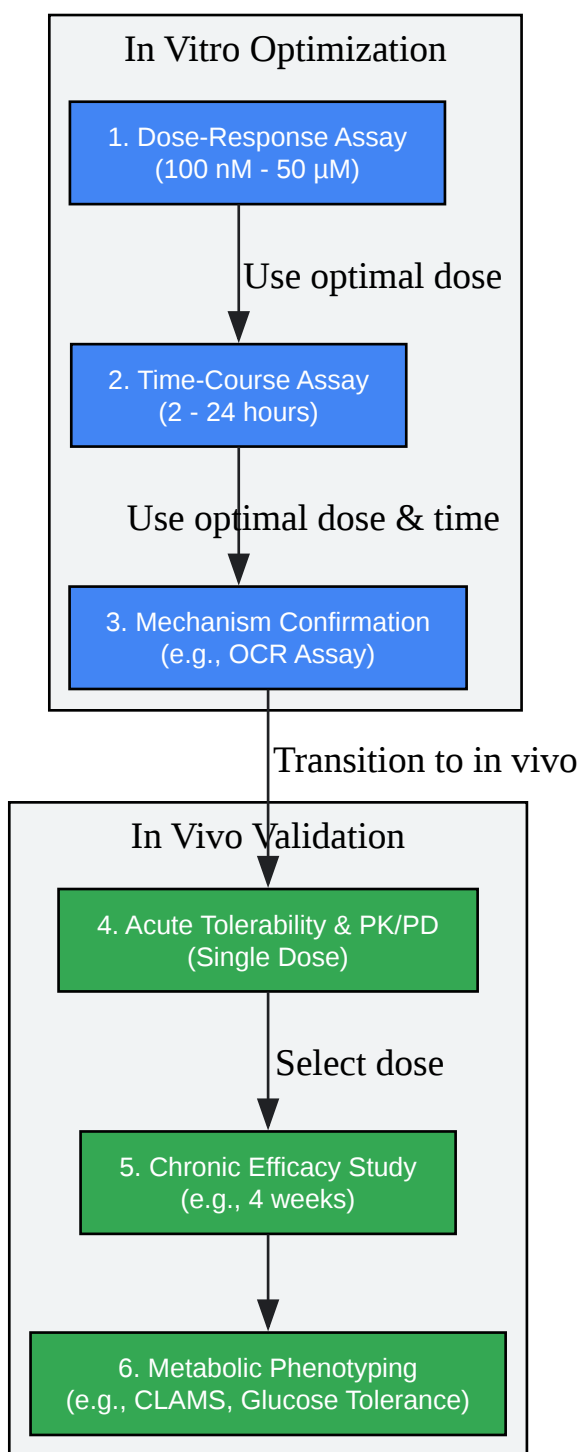 In Vitro Optimization
1. Dose-Response Assay
(100 nM - 50 µM)
Use optimal dose
2. Time-Course Assay
(2 - 24 hours)
Use optimal dose & time
3. Mechanism Confirmation
(e.g., OCR Assay)
Transition to in vivo
In Vivo Validation
4. Acute Tolerability & PK/PD
(Single Dose)
Select dose
5. Chronic Efficacy Study
(e.g., 4 weeks)
6. Metabolic Phenotyping
(e.g., CLAMS, Glucose Tolerance)